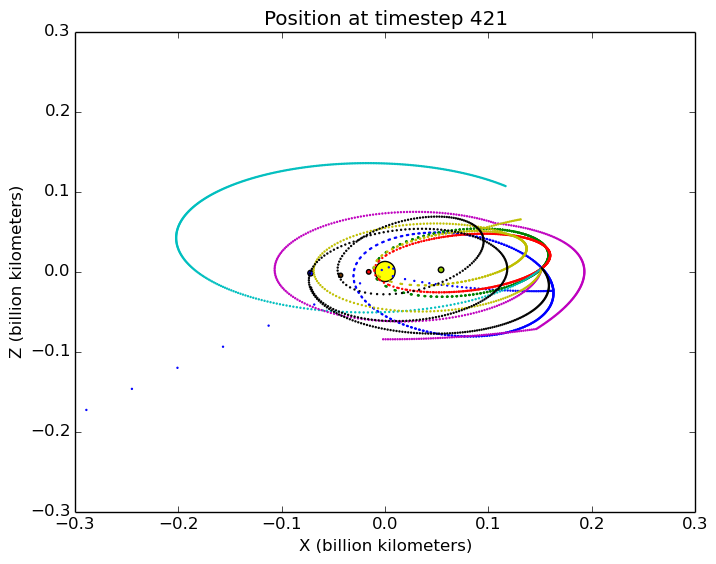 Position at timestep 421
0.3
0.2
0.1
0.0
−0.1
−0.2
−0.3
Z (billion kilometers)
−0.3 −0.2 −0.1 0.0 0.1 0.2 0.3
X (billion kilometers)